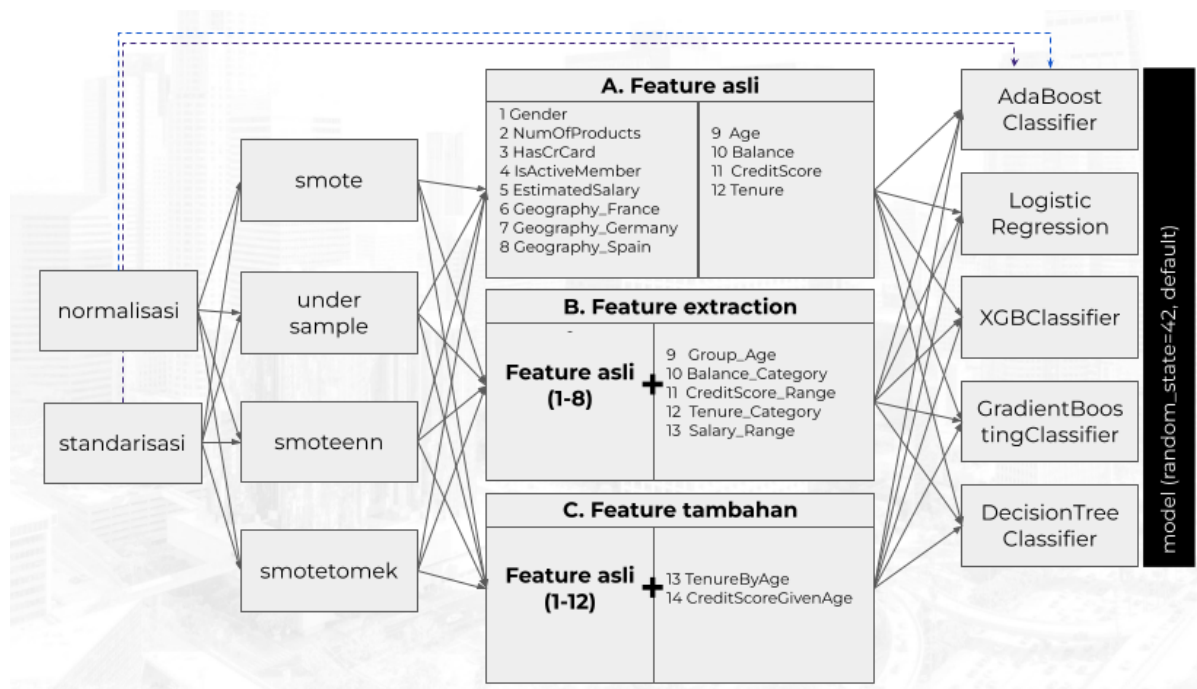 normalisasi
standarisasi
smote
under
sample
smoteenn
smotetomek
A. Feature asli
1 Gender
2 NumOfProducts
3 HasCrCard
4 IsActiveMember
5 EstimatedSalary
6 Geography_France
7 Geography_Germany
8 Geography_Spain
9 Age
10 Balance
11 CreditScore
12 Tenure
B. Feature extraction
-
Feature asli
(1-8)
+
9 Group_Age
10 Balance_Category
11 CreditScore_Range
12 Tenure_Category
13 Salary_Range
C. Feature tambahan
Feature asli
(1-12)
+
13 TenureByAge
14 CreditScoreGivenAge
AdaBoost
Classifier
Logistic
Regression
XGBClassifier
GradientBoos
tingClassifier
DecisionTree
Classifier
model (random_state=42, default)